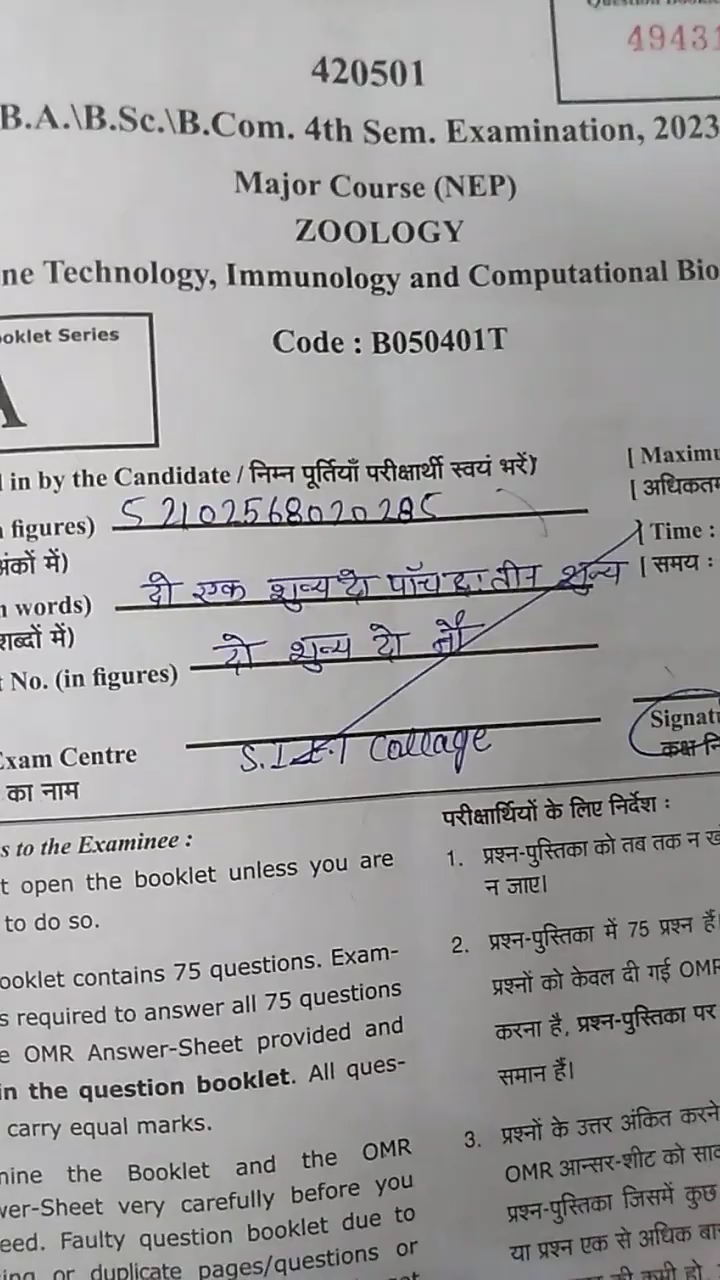 49431
420501
B.A.\B.Sc.\B.Com. 4th Sem. Examination, 2023
Major Course (NEP)
ZOOLOGY
ne Technology, Immunology and Computational Bio
ooklet Series
Code : B050401T
A
in by the Candidate / निम्न पूर्तियाँ परीक्षार्थी स्वयं भरें)
[ Maximu
[ अधिकतम
figures)
अंकों में)
[ Time :
[ समय :
words) दो एक शून्य दो पाँच छः तीन शुन्य
शब्दों में)
No. (in figures) दो शुन्य दो नौ
Exam Centre S.I.E.T Collage
का नाम
Signatu
कक्ष नि
s to the Examinee :
t open the booklet unless you are
to do so.
ooklet contains 75 questions. Exam-
s required to answer all 75 questions
e OMR Answer-Sheet provided and
in the question booklet. All ques-
carry equal marks.
mine the Booklet and the OMR
wer-Sheet very carefully before you
eed. Faulty question booklet due to
ing or duplicate pages/questions or
परीक्षार्थियों के लिए निर्देश :
1. प्रश्न-पुस्तिका को तब तक न ख
न जाए।
2. प्रश्न-पुस्तिका में 75 प्रश्न हैं।
प्रश्नों को केवल दी गई OMR
करना है, प्रश्न-पुस्तिका पर
समान हैं।
3. प्रश्नों के उत्तर अंकित करने
OMR आन्सर-शीट को साव
प्रश्न-पुस्तिका जिसमें कुछ
या प्रश्न एक से अधिक बार